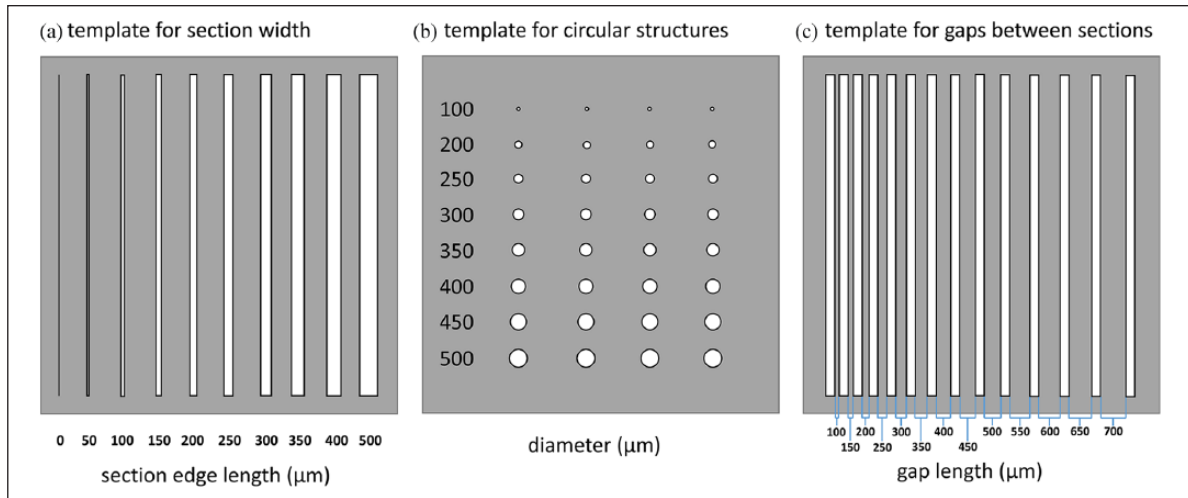 (a) template for section width
0 50 100 150 200 250 300 350 400 500
section edge length (μm)
(b) template for circular structures
100
200
250
300
350
400
450
500
diameter (μm)
(c) template for gaps between sections
100 200 300 400 500 550 600 650 700
150 250 350 450
gap length (μm)